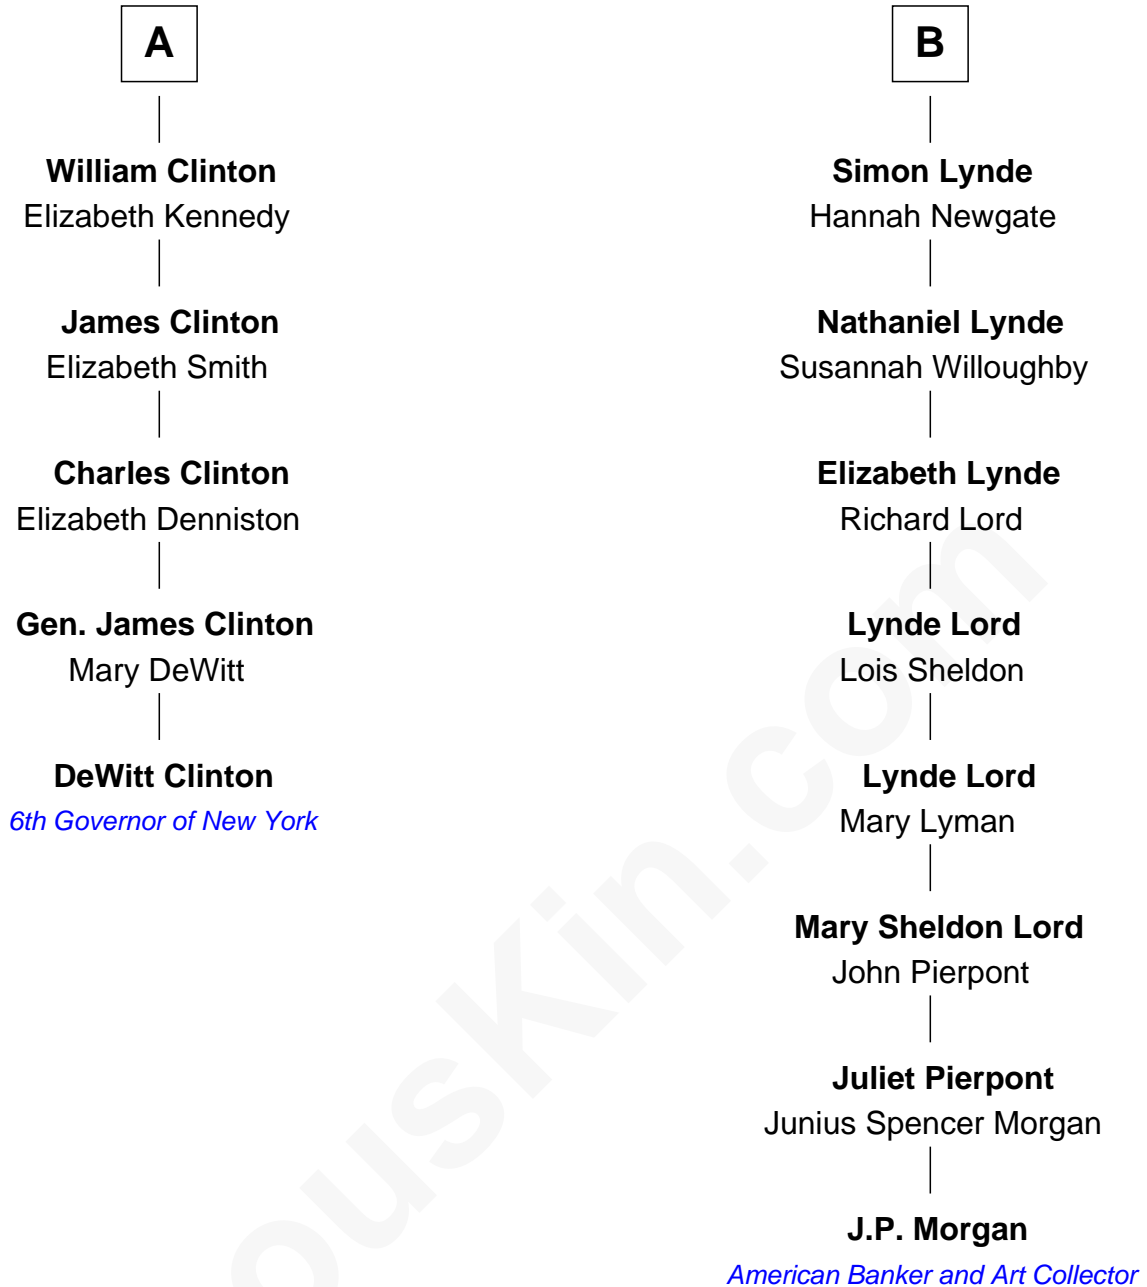 A
William Clinton
Elizabeth Kennedy
James Clinton
Elizabeth Smith
Charles Clinton
Elizabeth Denniston
Gen. James Clinton
Mary DeWitt
DeWitt Clinton
6th Governor of New York
B
Simon Lynde
Hannah Newgate
Nathaniel Lynde
Susannah Willoughby
Elizabeth Lynde
Richard Lord
Lynde Lord
Lois Sheldon
Lynde Lord
Mary Lyman
Mary Sheldon Lord
John Pierpont
Juliet Pierpont
Junius Spencer Morgan
J.P. Morgan
American Banker and Art Collector
ousKin.com